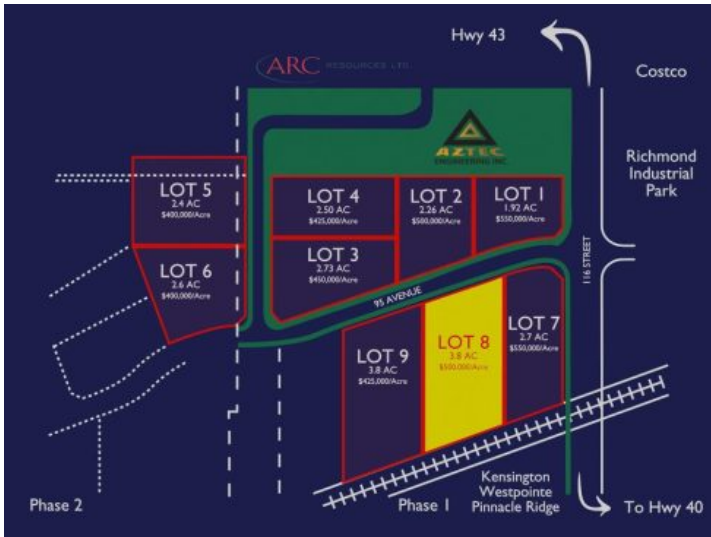 Hwy 43
ARC RESOURCES LTD.
Costco
AZTEC
ENGINEERING INC
Richmond
Industrial
Park
LOT 5
2.4 AC
$400,000/Acre
LOT 4
2.50 AC
$425,000/Acre
LOT 2
2.26 AC
$500,000/Acre
LOT 1
1.92 AC
$550,000/Acre
LOT 6
2.6 AC
$400,000/Acre
LOT 3
2.73 AC
$450,000/Acre
116 STREET
95 AVENUE
LOT 9
3.8 AC
$425,000/Acre
LOT 8
3.8 AC
$500,000/Acre
LOT 7
2.7 AC
$550,000/Acre
Phase 2
Phase 1
Kensington
Westpointe
Pinnacle Ridge
To Hwy 40